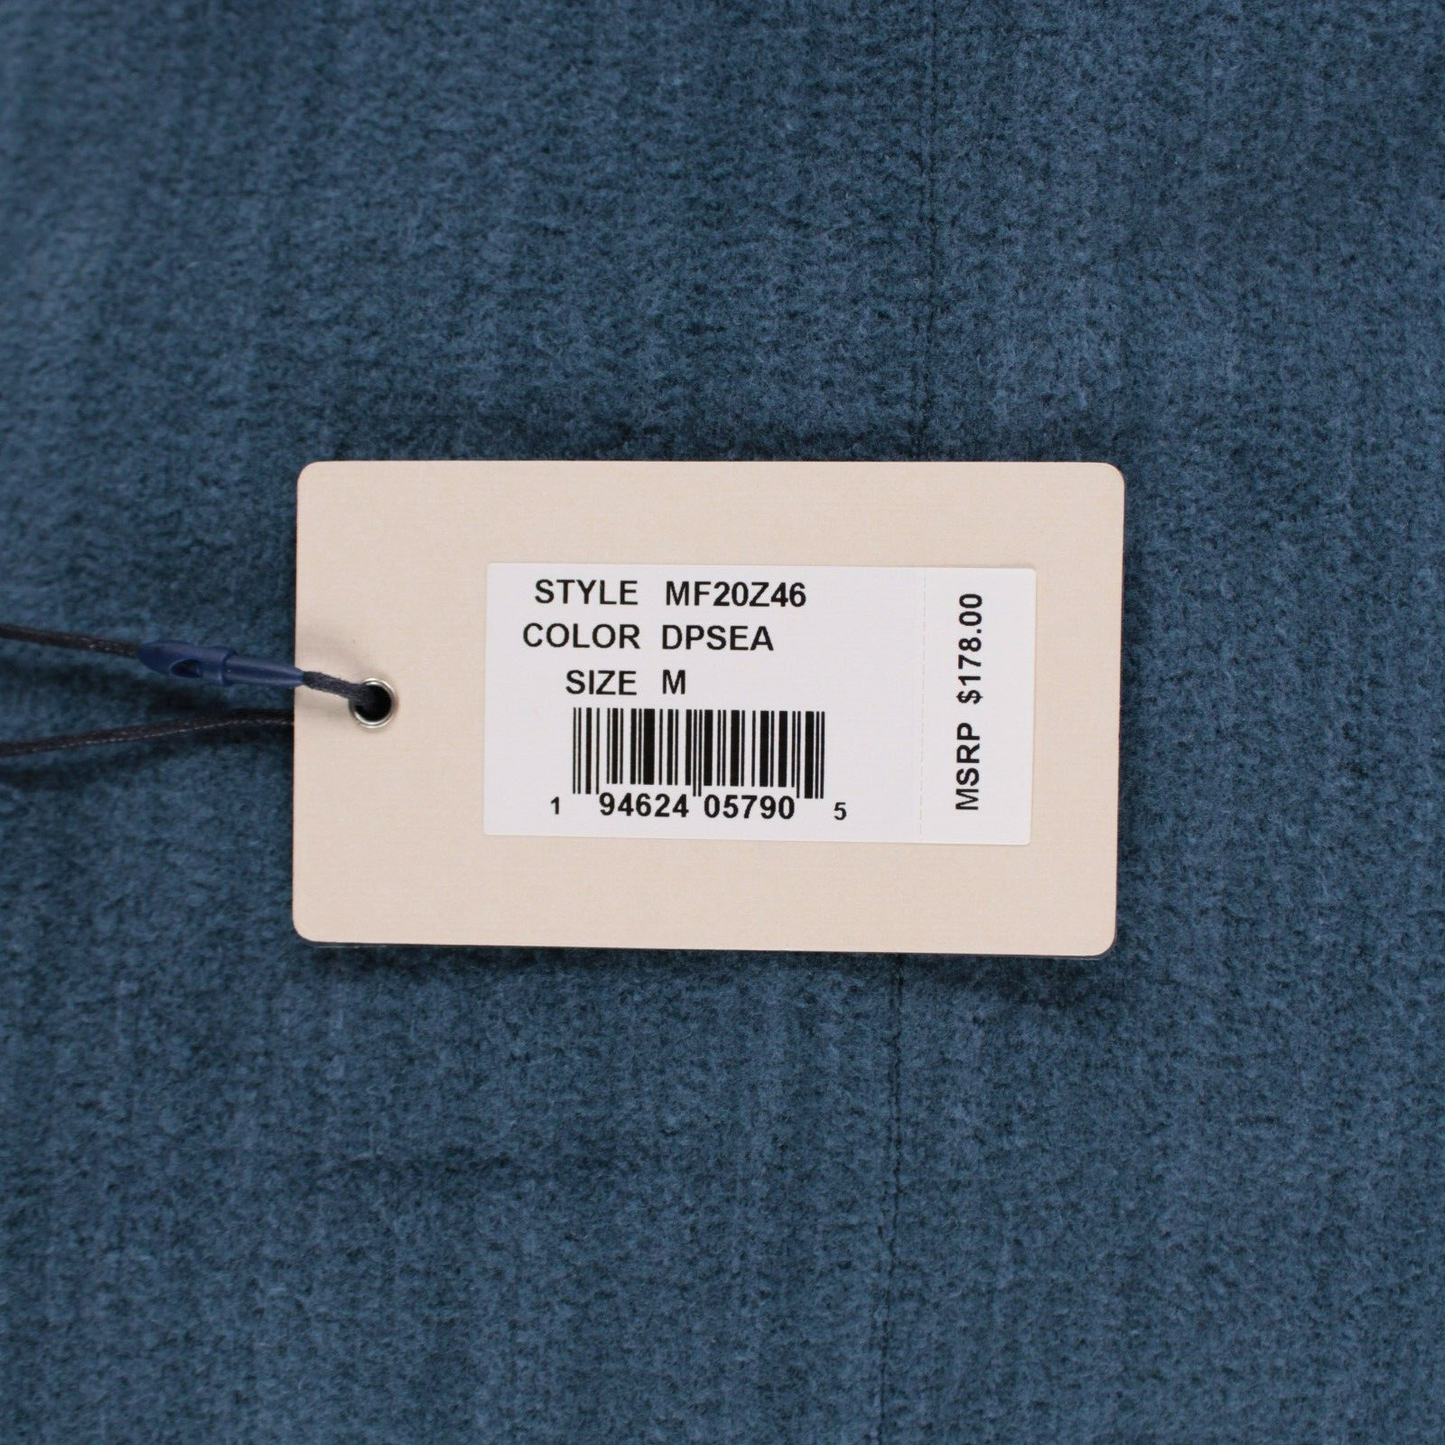 STYLE MF20Z46
COLOR DPSEA
SIZE M
1 94624 05790 5
MSRP $178.00